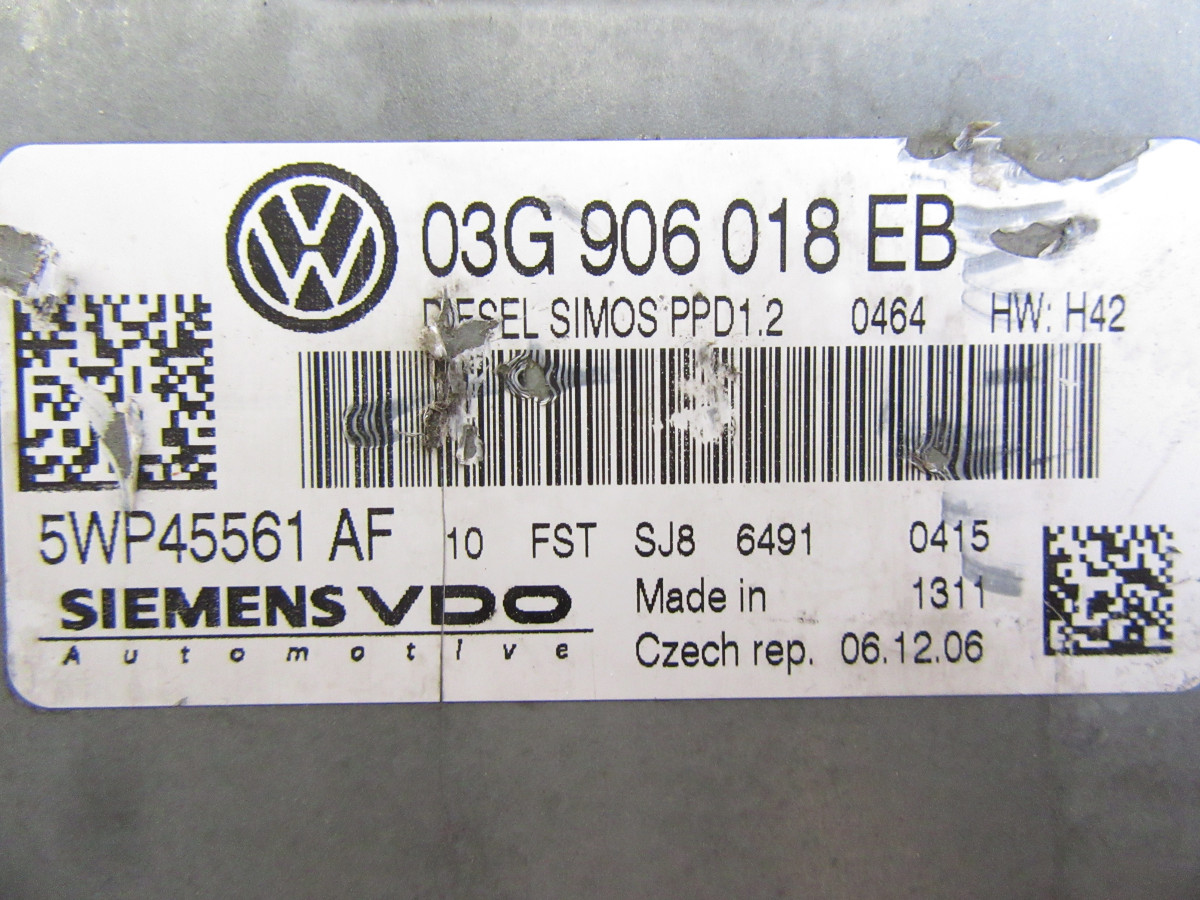 03G 906 018 EB
DIESEL SIMOS PPD1.2 0464 HW: H42
5WP45561 AF 10 FST SJ8 6491 0415
SIEMENS VDO
Automotive
Made in 1311
Czech rep. 06.12.06